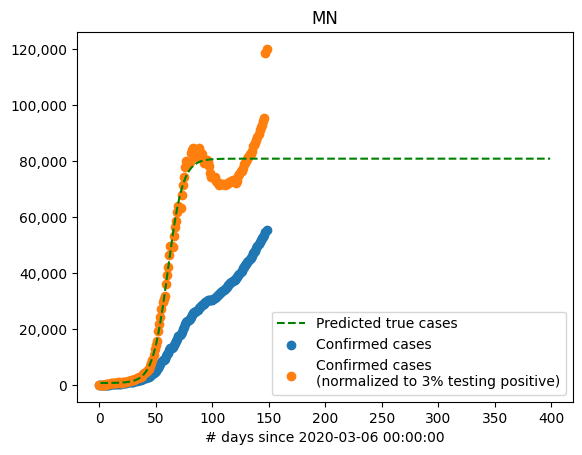 MN
120,000
100,000
80,000
60,000
40,000
20,000
0
0 50 100 150 200 250 300 350 400
# days since 2020-03-06 00:00:00
Predicted true cases
Confirmed cases
Confirmed cases
(normalized to 3% testing positive)